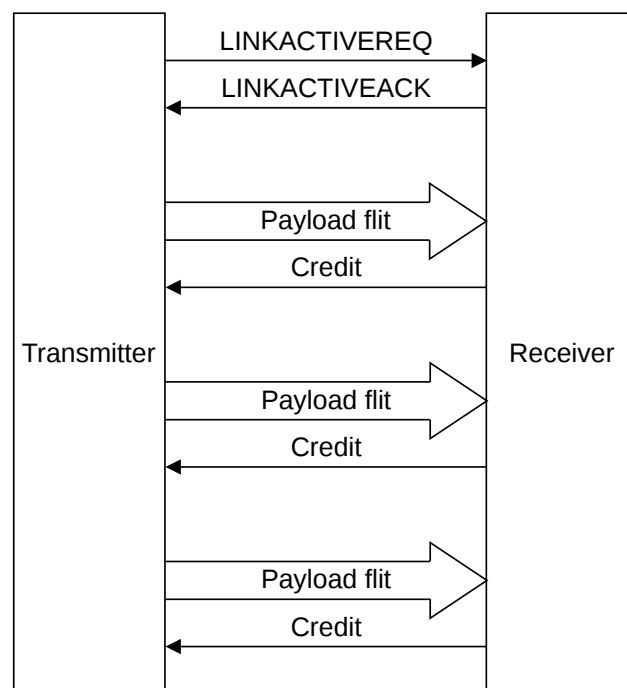 LINKACTIVEREQ
LINKACTIVEACK
Payload flit
Credit
Transmitter
Receiver
Payload flit
Credit
Payload flit
Credit